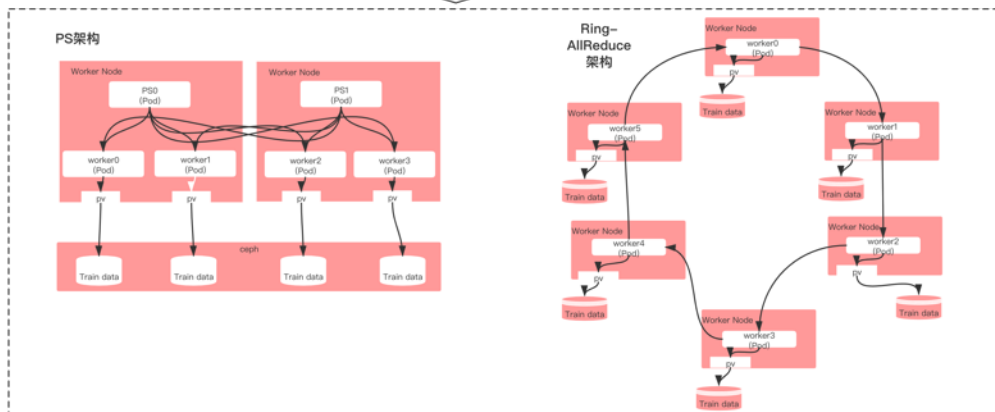 PS架构
Worker Node
PS0
(Pod)
worker0
(Pod)
worker1
(Pod)
pv
pv
Worker Node
PS1
(Pod)
worker2
(Pod)
worker3
(Pod)
pv
pv
ceph
Train data
Train data
Train data
Train data
Ring-
AllReduce
架构
Worker Node
worker0
(Pod)
pv
Train data
Worker Node
worker1
(Pod)
pv
Train data
Worker Node
worker2
(Pod)
pv
Train data
Worker Node
worker3
(Pod)
pv
Train data
Worker Node
worker4
(Pod)
pv
Train data
Worker Node
worker5
(Pod)
pv
Train data